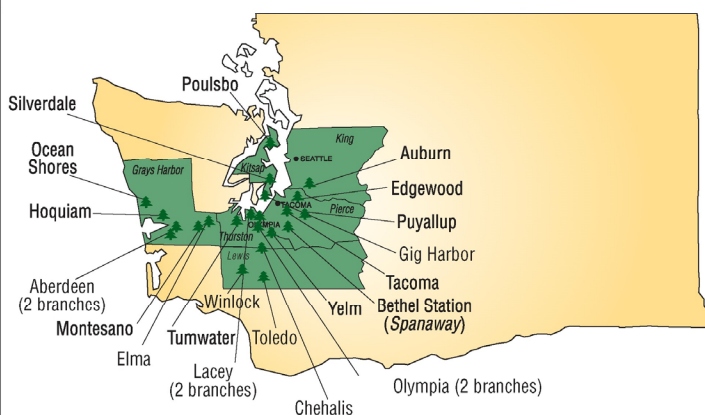 Poulsbo
Silverdale
Ocean
Shores
Hoquiam
Aberdeen
(2 branches)
Montesano
Elma
Tumwater
Winlock
Lacey
(2 branches)
Toledo
Chehalis
Olympia (2 branches)
Yelm
Bethel Station
(Spanaway)
Tacoma
Gig Harbor
Puyallup
Edgewood
Auburn
King
SEATTLE
Kitsap
Grays Harbor
TACOMA
Pierce
OLYMPIA
Thurston
Lewis